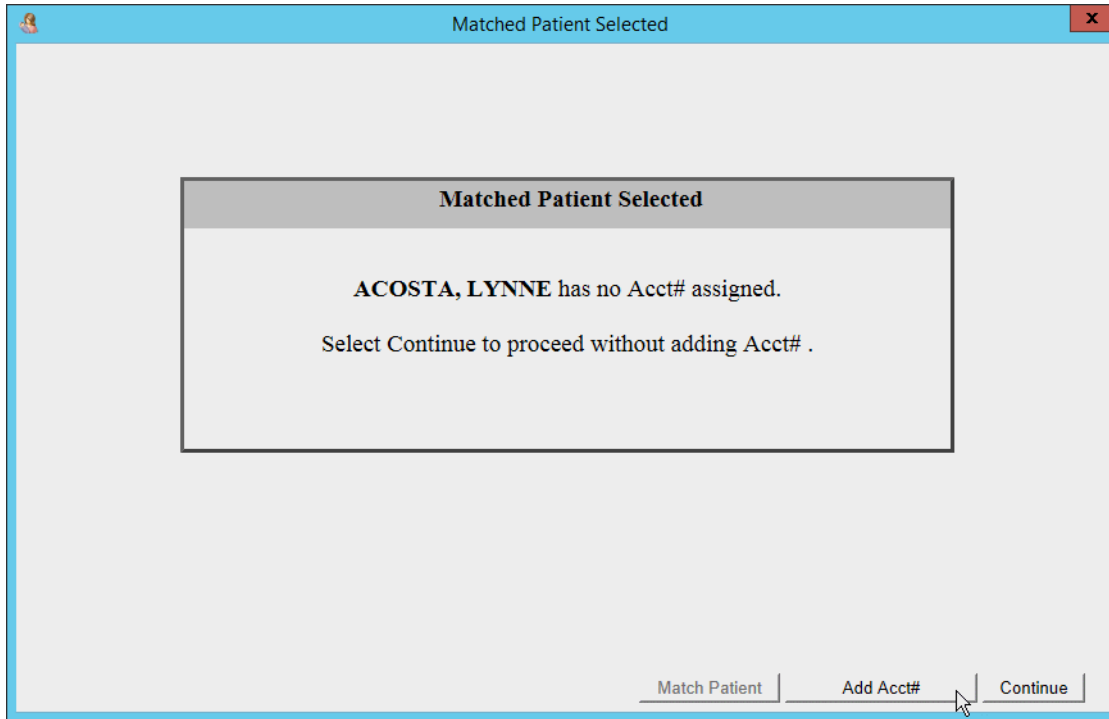 Matched Patient Selected
x
Matched Patient Selected
ACOSTA, LYNNE has no Acct# assigned.
Select Continue to proceed without adding Acct# .
Match Patient Add Acct# Continue